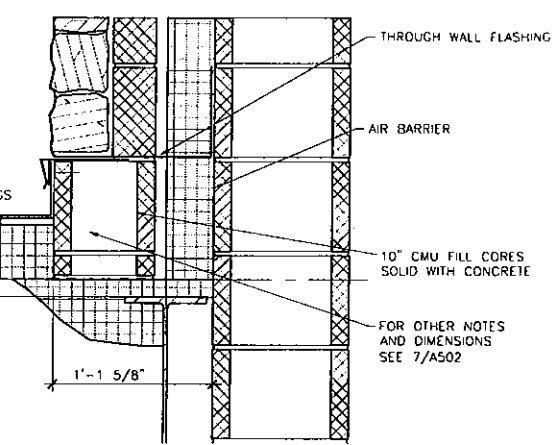 THROUGH WALL FLASHING
AIR BARRIER
10" CMU FILL CORES
SOLID WITH CONCRETE
FOR OTHER NOTES
AND DIMENSIONS
SEE 7/A502
1'-1 5/8"